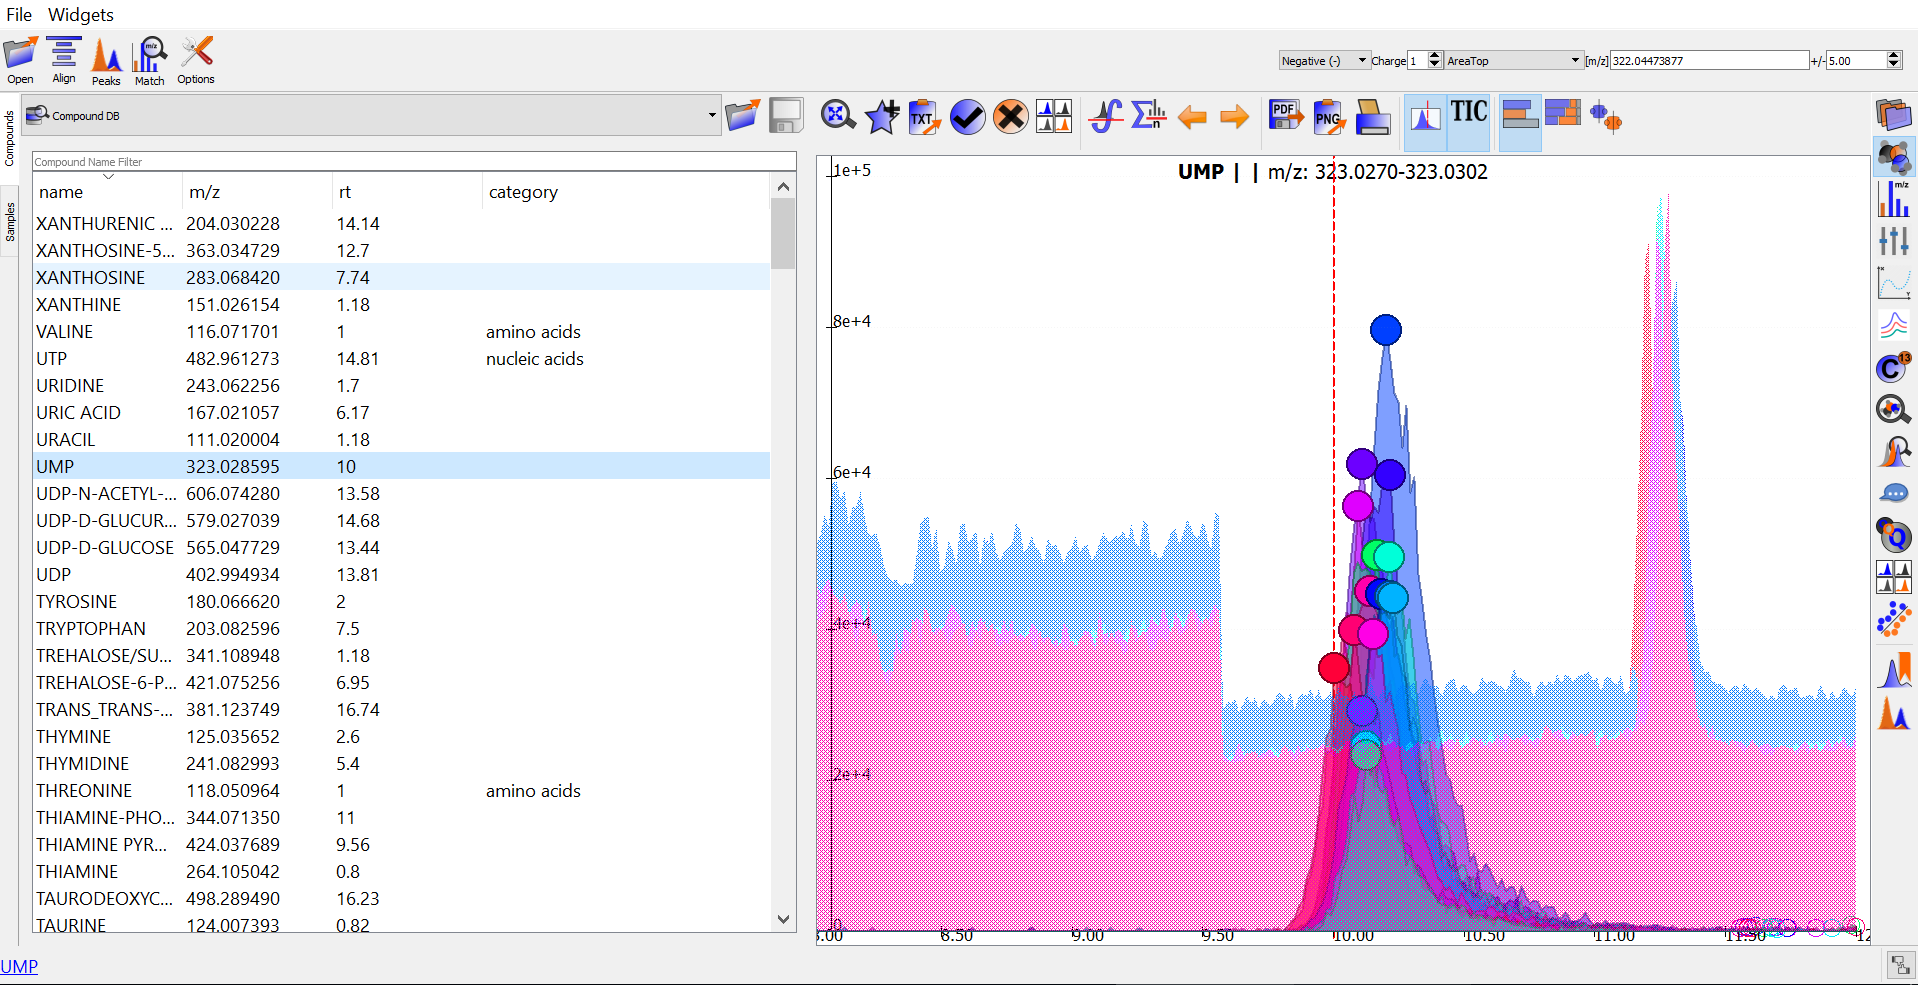 File Widgets
Open Align Peaks Match Options
Negative (-) Charge 1 AreaTop [m/z] 322.04473877 +/- 5.00
Compounds
Samples
Compound DB
TXT PDF PNG TIC
Compound Name Filter
name m/z rt category
XANTHURENIC ... 204.030228 14.14
XANTHOSINE-5... 363.034729 12.7
XANTHOSINE 283.068420 7.74
XANTHINE 151.026154 1.18
VALINE 116.071701 1 amino acids
UTP 482.961273 14.81 nucleic acids
URIDINE 243.062256 1.7
URIC ACID 167.021057 6.17
URACIL 111.020004 1.18
UMP 323.028595 10
UDP-N-ACETYL-... 606.074280 13.58
UDP-D-GLUCUR... 579.027039 14.68
UDP-D-GLUCOSE 565.047729 13.44
UDP 402.994934 13.81
TYROSINE 180.066620 2
TRYPTOPHAN 203.082596 7.5
TREHALOSE/SU... 341.108948 1.18
TREHALOSE-6-P... 421.075256 6.95
TRANS_TRANS-... 381.123749 16.74
THYMINE 125.035652 2.6
THYMIDINE 241.082993 5.4
THREONINE 118.050964 1 amino acids
THIAMINE-PHO... 344.071350 11
THIAMINE PYR... 424.037689 9.56
THIAMINE 264.105042 0.8
TAURODEOXYC... 498.289490 16.23
TAURINE 124.007393 0.82
UMP | | m/z: 323.0270-323.0302
1e+5
8e+4
6e+4
4e+4
2e+4
0
8.50 9.00 9.50 10.00 10.50 11.00 11.50
m/z
C 13
Q
UMP